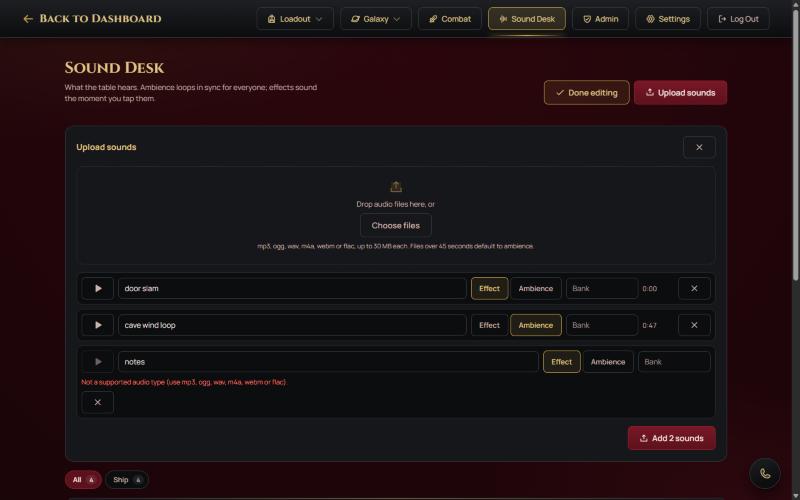 Back to Dashboard
Loadout
Galaxy
Combat
Sound Desk
Admin
Settings
Log Out
Sound Desk
What the table hears. Ambience loops in sync for everyone; effects sound
the moment you tap them.
Done editing
Upload sounds
Upload sounds
Drop audio files here, or
Choose files
mp3, ogg, wav, m4a, webm or flac, up to 30 MB each. Files over 45 seconds default to ambience.
door slam
Effect
Ambience
Bank
0:00
cave wind loop
Effect
Ambience
Bank
0:47
notes
Effect
Ambience
Bank
Not a supported audio type (use mp3, ogg, wav, m4a, webm or flac)
Add 2 sounds
All 4
Ship 4